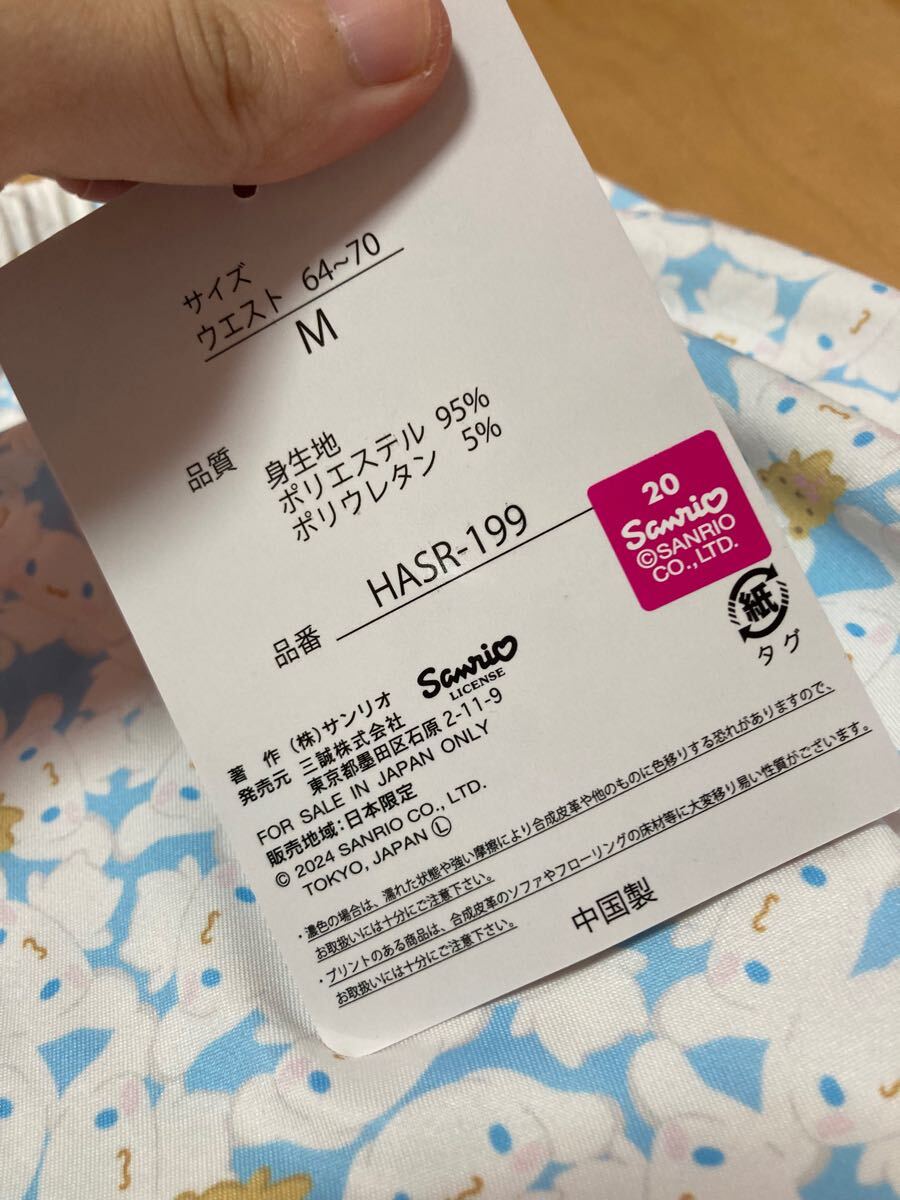 サイズ
ウエスト 64~70
M
品質 身生地
ポリエステル 95%
ポリウレタン 5%
品番 HASR-199
20
Sanrio
©SANRIO
CO.,LTD.
紙
タグ
Sanrio
LICENSE
著 作 (株)サンリオ
発売元 三誠株式会社
東京都墨田区石原 2-11-9
FOR SALE IN JAPAN ONLY
販売地域:日本限定
© 2024 SANRIO CO., LTD.
TOKYO, JAPAN Ⓛ
・濃色の場合は、濡れた状態や強い摩擦により合成皮革や他のものに色移りする恐れがありますので、
お取扱いには十分にご注意下さい。
・プリントのある商品は、合成皮革のソファやフローリングの床材等に大変移り易い性質がございます。
お取扱いには十分にご注意下さい。
中国製